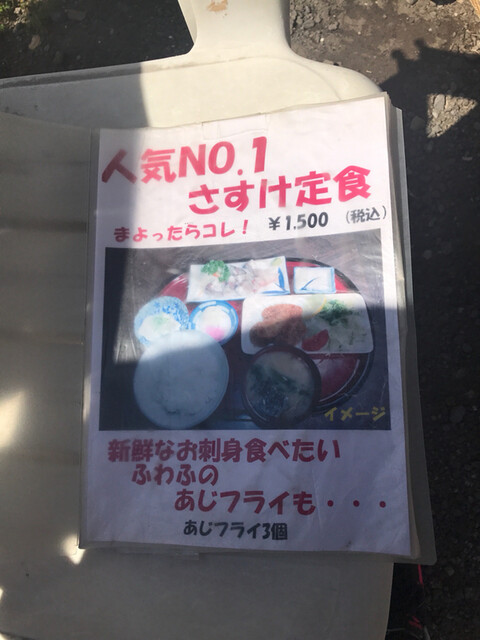 人気NO.1
さすけ定食
まよったらコレ! ¥1,500 (税込)
イメージ
新鮮なお刺身食べたい
ふわふの
あじフライも・・・
あじフライ3個